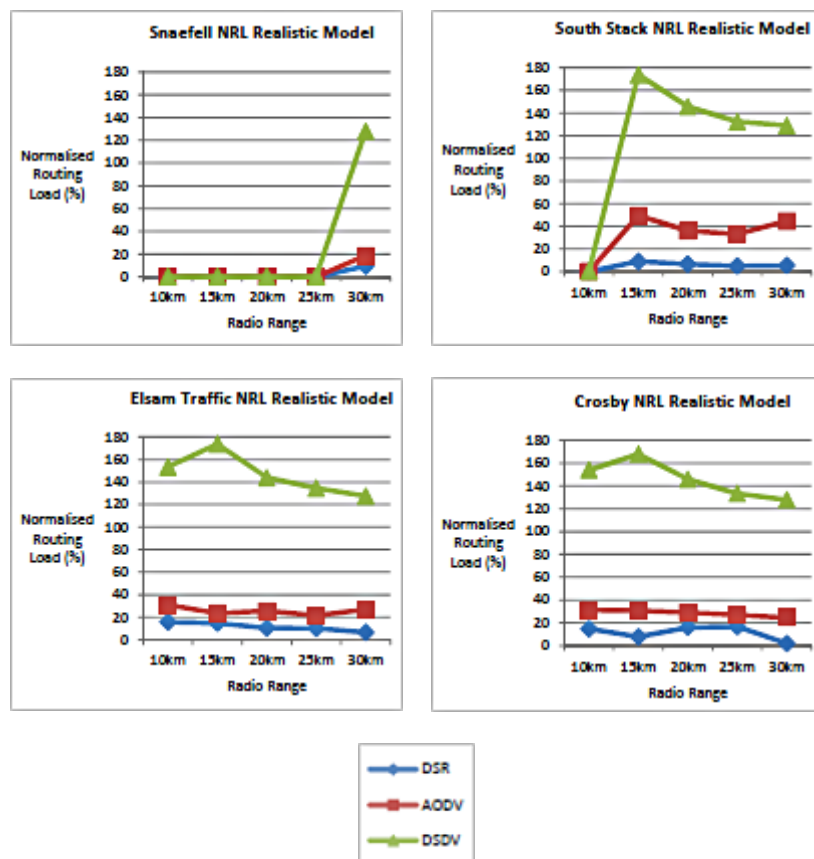 Snaefell NRL Realistic Model
180
160
140
120
100
80
60
40
20
0
Normalised
Routing
Load (%)
10km 15km 20km 25km 30km
Radio Range
South Stack NRL Realistic Model
180
160
140
120
100
80
60
40
20
0
Normalised
Routing
Load (%)
10km 15km 20km 25km 30km
Radio Range
Elsam Traffic NRL Realistic Model
180
160
140
120
100
80
60
40
20
0
Normalised
Routing
Load (%)
10km 15km 20km 25km 30km
Radio Range
Crosby NRL Realistic Model
180
160
140
120
100
80
60
40
20
0
Normalised
Routing
Load (%)
10km 15km 20km 25km 30km
Radio Range
DSR
AODV
DSDV